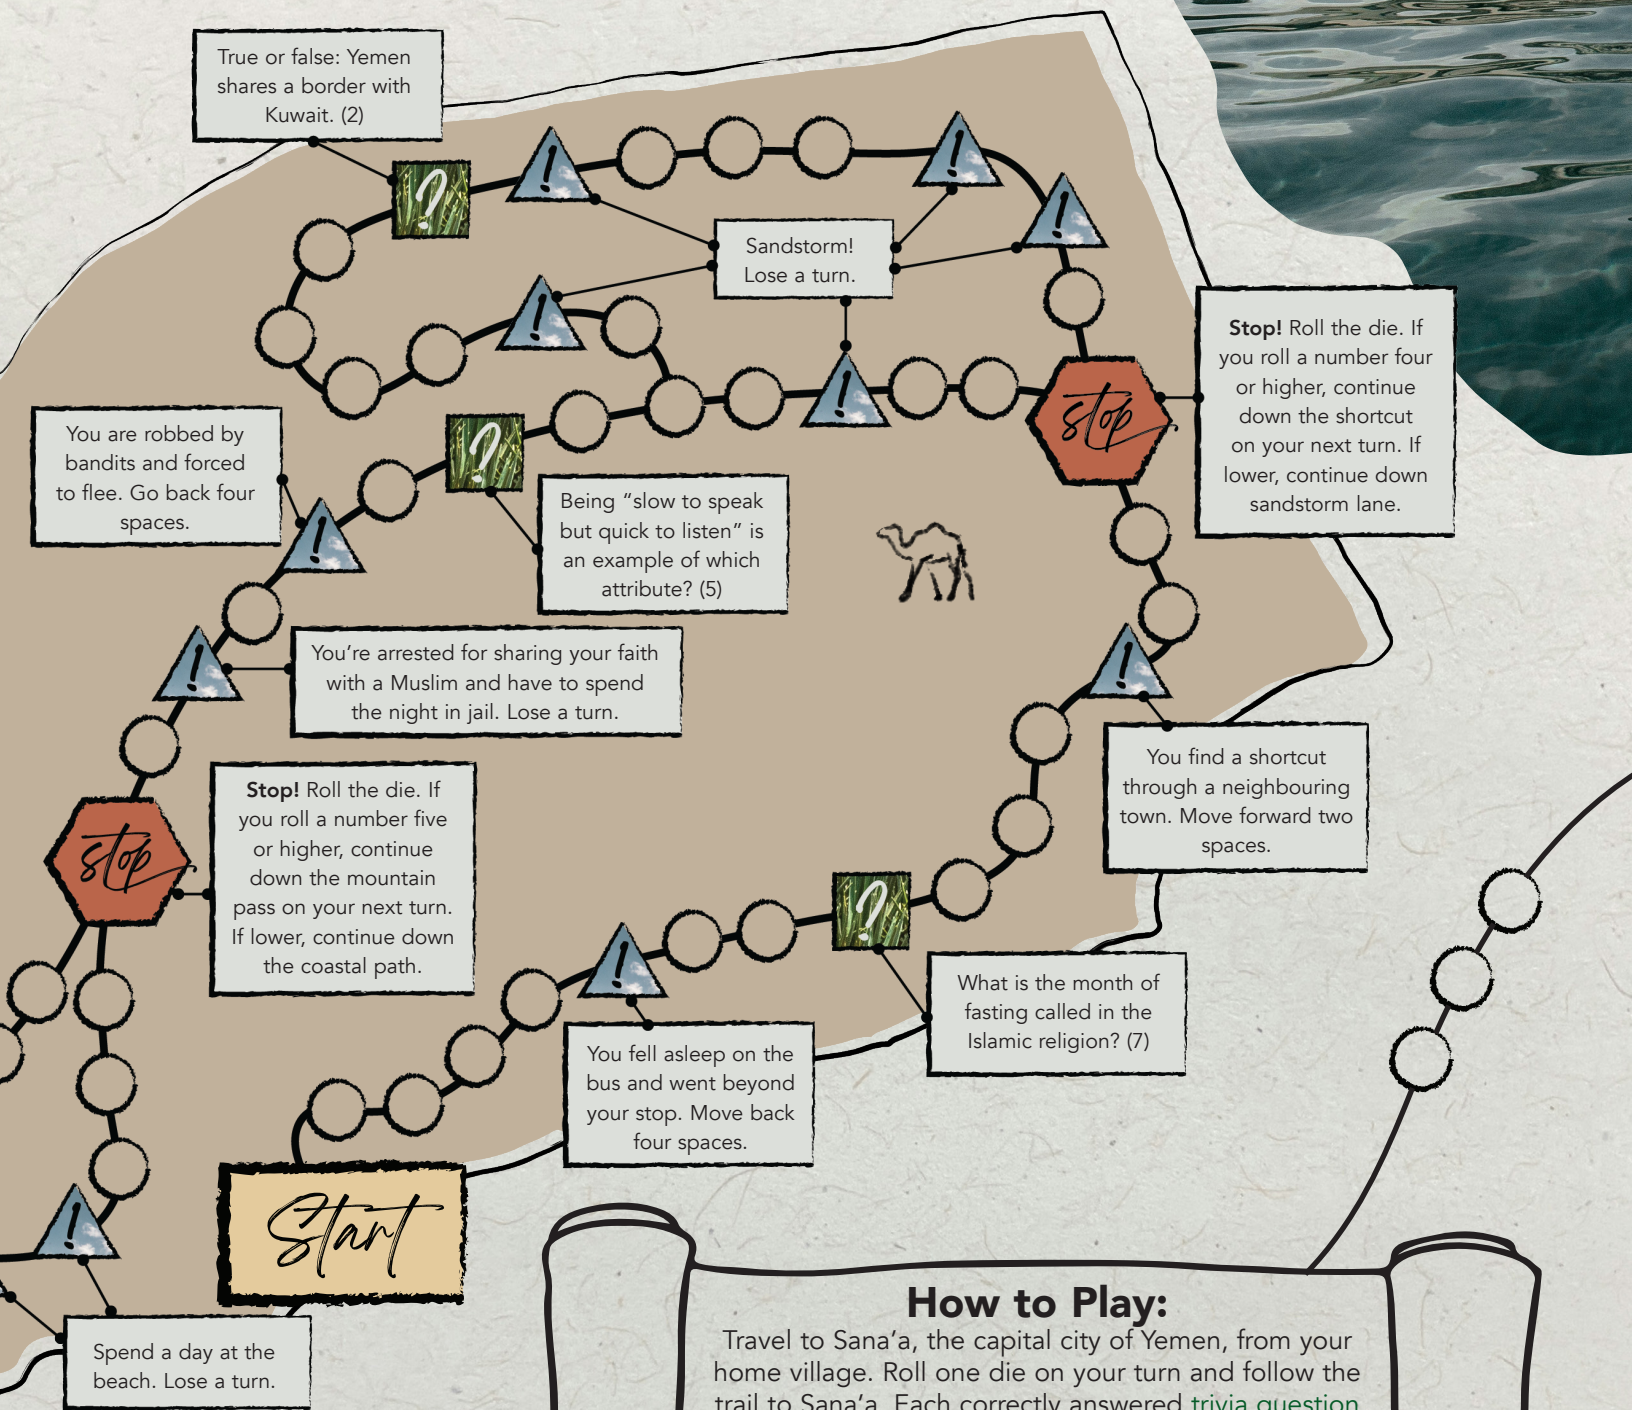 True or false: Yemen
shares a border with
Kuwait. (2)
?
!
!
!
Sandstorm!
Lose a turn.
!
!
Stop! Roll the die. If
you roll a number four
or higher, continue
down the shortcut
on your next turn. If
lower, continue down
sandstorm lane.
stop
You are robbed by
bandits and forced
to flee. Go back four
spaces.
!
?
Being “slow to speak
but quick to listen” is
an example of which
attribute? (5)
!
You’re arrested for sharing your faith
with a Muslim and have to spend
the night in jail. Lose a turn.
!
You find a shortcut
through a neighbouring
town. Move forward two
spaces.
stop
Stop! Roll the die. If
you roll a number five
or higher, continue
down the mountain
pass on your next turn.
If lower, continue down
the coastal path.
?
What is the month of
fasting called in the
Islamic religion? (7)
!
You fell asleep on the
bus and went beyond
your stop. Move back
four spaces.
Start
!
Spend a day at the
beach. Lose a turn.
How to Play:
Travel to Sana’a, the capital city of Yemen, from your
home village. Roll one die on your turn and follow the
trail to Sana’a. Each correctly answered trivia question